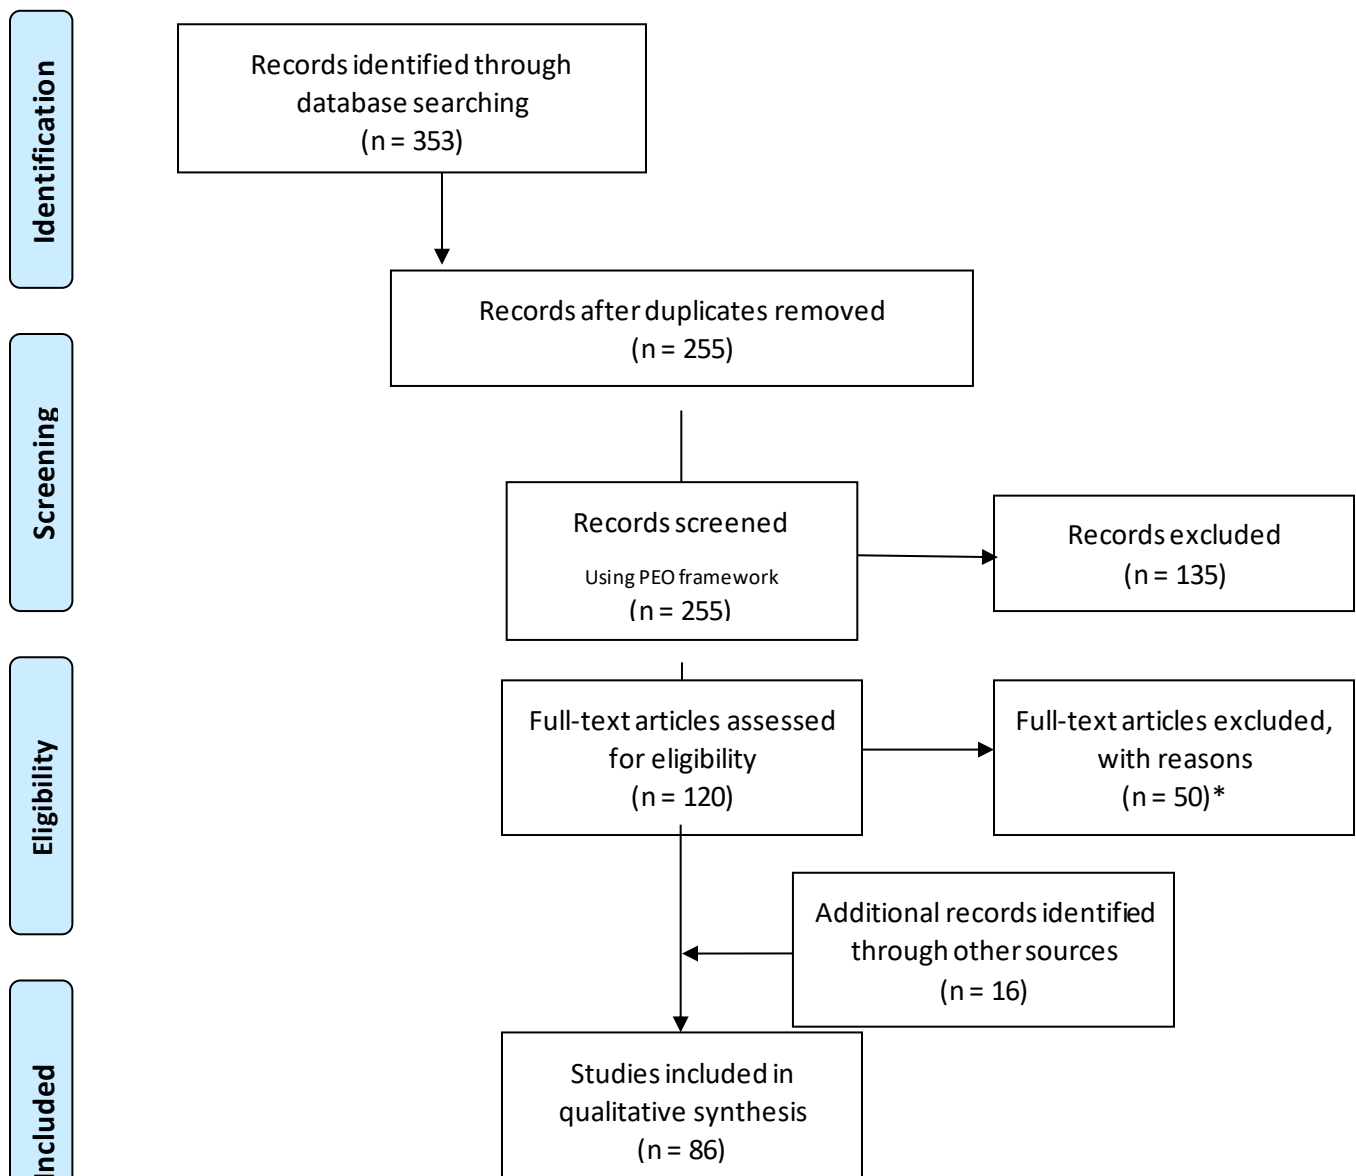 Identification
Records identified through
database searching
(n = 353)
Records after duplicates removed
(n = 255)
Screening
Records screened
Using PEO framework
(n = 255)
Records excluded
(n = 135)
Eligibility
Full-text articles assessed
for eligibility
(n = 120)
Full-text articles excluded,
with reasons
(n = 50)*
Additional records identified
through other sources
(n = 16)
Included
Studies included in
qualitative synthesis
(n = 86)